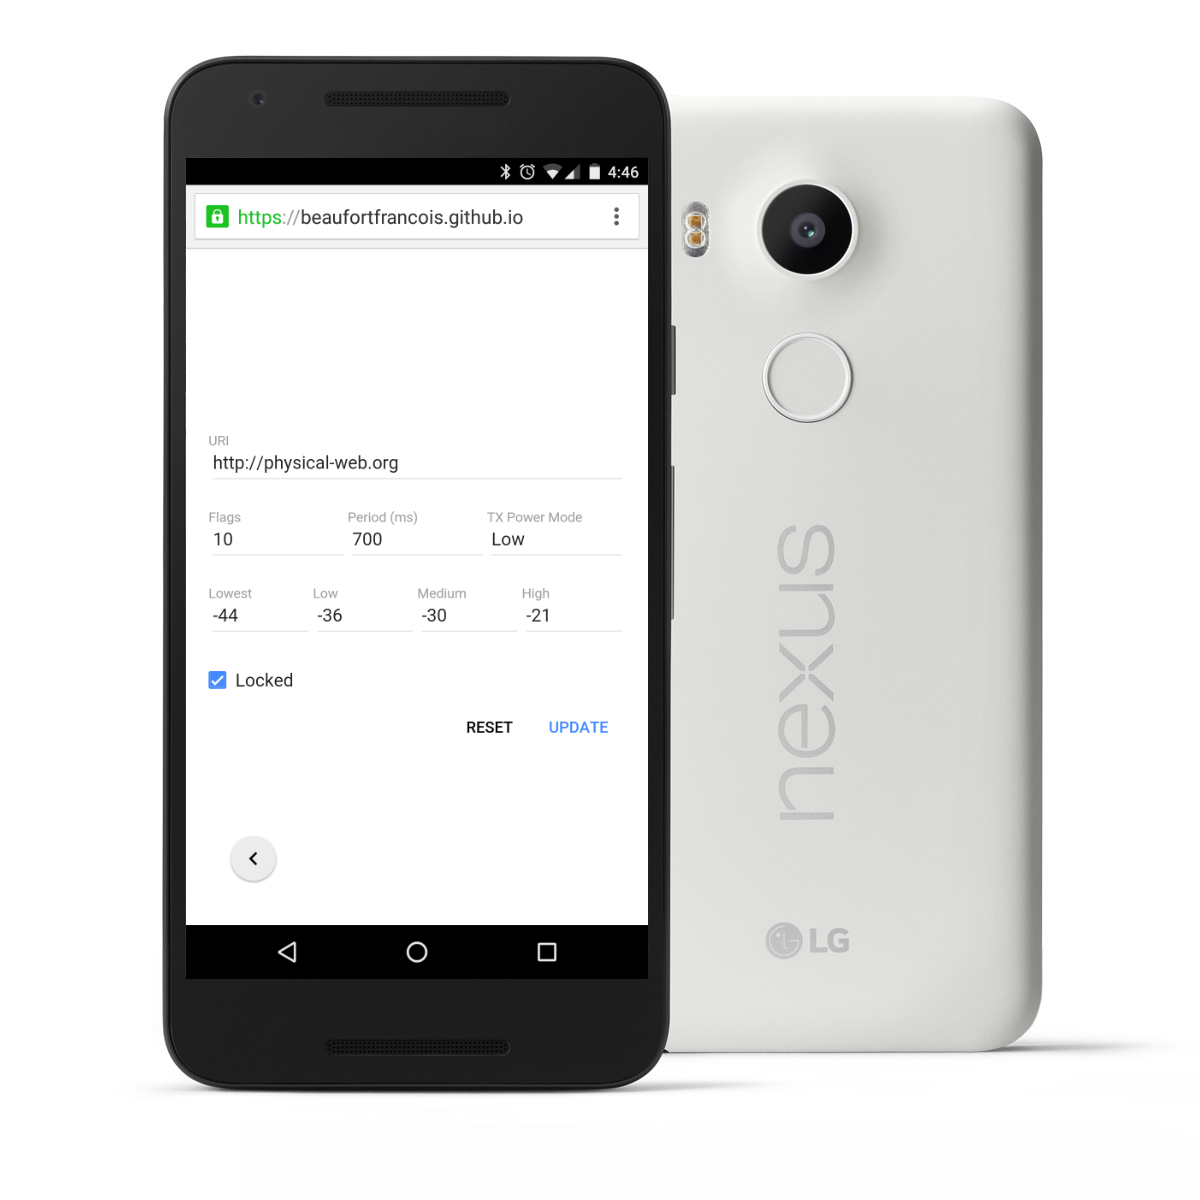 4:46
https://beaufortfrancois.github.io
URI
http://physical-web.org
Flags Period (ms) TX Power Mode
10 700 Low
Lowest Low Medium High
-44 -36 -30 -21
Locked
RESET UPDATE
nexus
LG